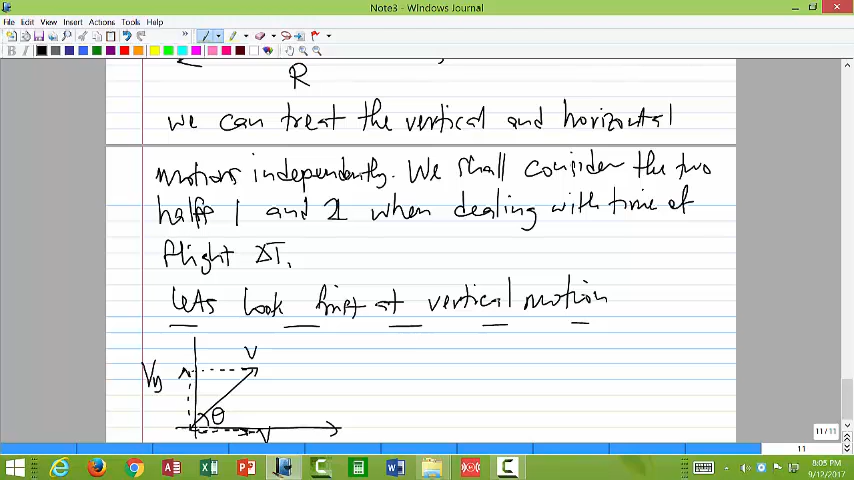 Note3 - Windows Journal
File Edit View Insert Actions Tools Help
B I
R
we can treat the vertical and horizontal
motions independently. We shall consider the two
halfs 1 and 2 when dealing with time of
flight ΔT.
Lets look first at vertical motion
V
Vy
θ
V
11/11
11
8:05 PM
9/12/2017